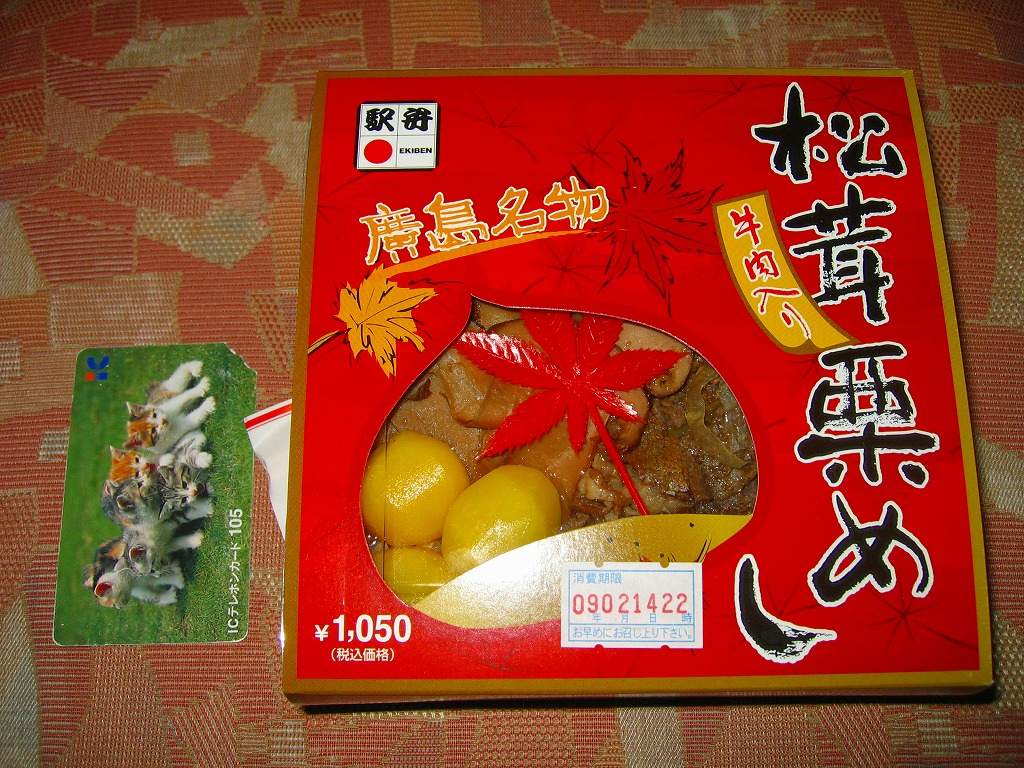 駅弁
EKIBEN
廣島名物
松茸栗めし
牛肉入り
¥1,050
(税込価格)
消費期限
09021422
年 月 日 時
お早めにお召し上り下さい。
IC
ICテレホンカード 105